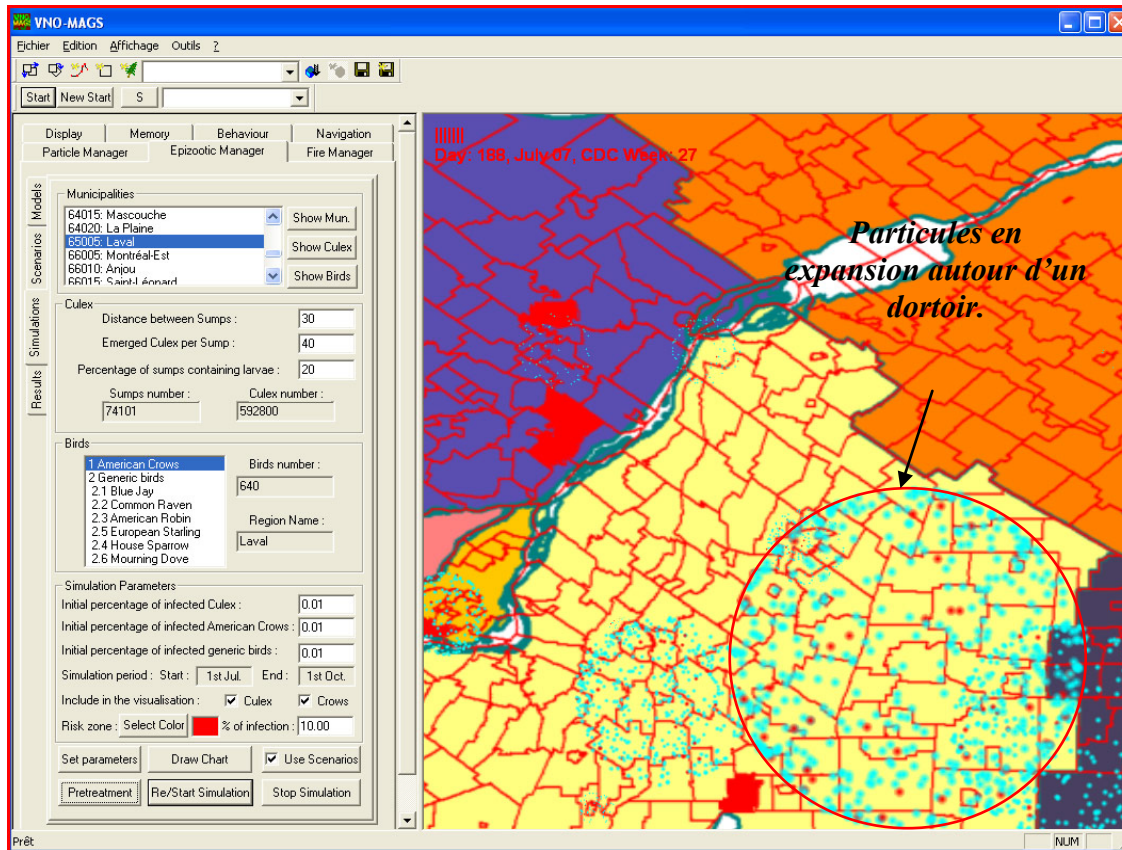 VNO-MAGS
Fichier Edition Affichage Outils ?
Start New Start S
Display Memory Behaviour Navigation
Particle Manager Epizootic Manager Fire Manager
Models
Scenarios
Simulations
Results
Municipalities
64015: Mascouche
64020: La Plaine
65005: Laval
66005: Montréal-Est
66010: Anjou
66015: Saint-Léonard
Show Mun.
Show Culex
Show Birds
Culex
Distance between Sumps : 30
Emerged Culex per Sump : 40
Percentage of sumps containing larvae : 20
Sumps number : Culex number :
74101 592800
Birds
1 American Crows
2 Generic birds
2.1 Blue Jay
2.2 Common Raven
2.3 American Robin
2.5 European Starling
2.4 House Sparrow
2.6 Mourning Dove
Birds number :
640
Region Name :
Laval
Simulation Parameters
Initial percentage of infected Culex : 0.01
Initial percentage of infected American Crows : 0.01
Initial percentage of infected generic birds : 0.01
Simulation period : Start : 1st Jul. End : 1st Oct.
Include in the visualisation : Culex Crows
Risk zone : Select Color % of infection : 10.00
Set parameters Draw Chart Use Scenarios
Pretreatment Re/Start Simulation Stop Simulation
Day: 188, July 07, CDC Week: 27
Particules en
expansion autour d'un
dortoir.
Prêt NUM